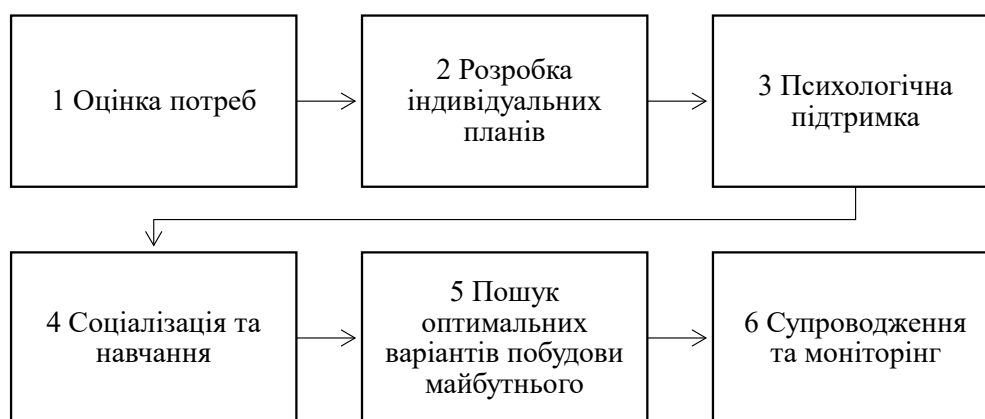 1 Оцінка потреб
2 Розробка
індивідуальних
планів
3 Психологічна
підтримка
4 Соціалізація та
навчання
5 Пошук
оптимальних
варіантів побудови
майбутнього
6 Супроводження
та моніторінг